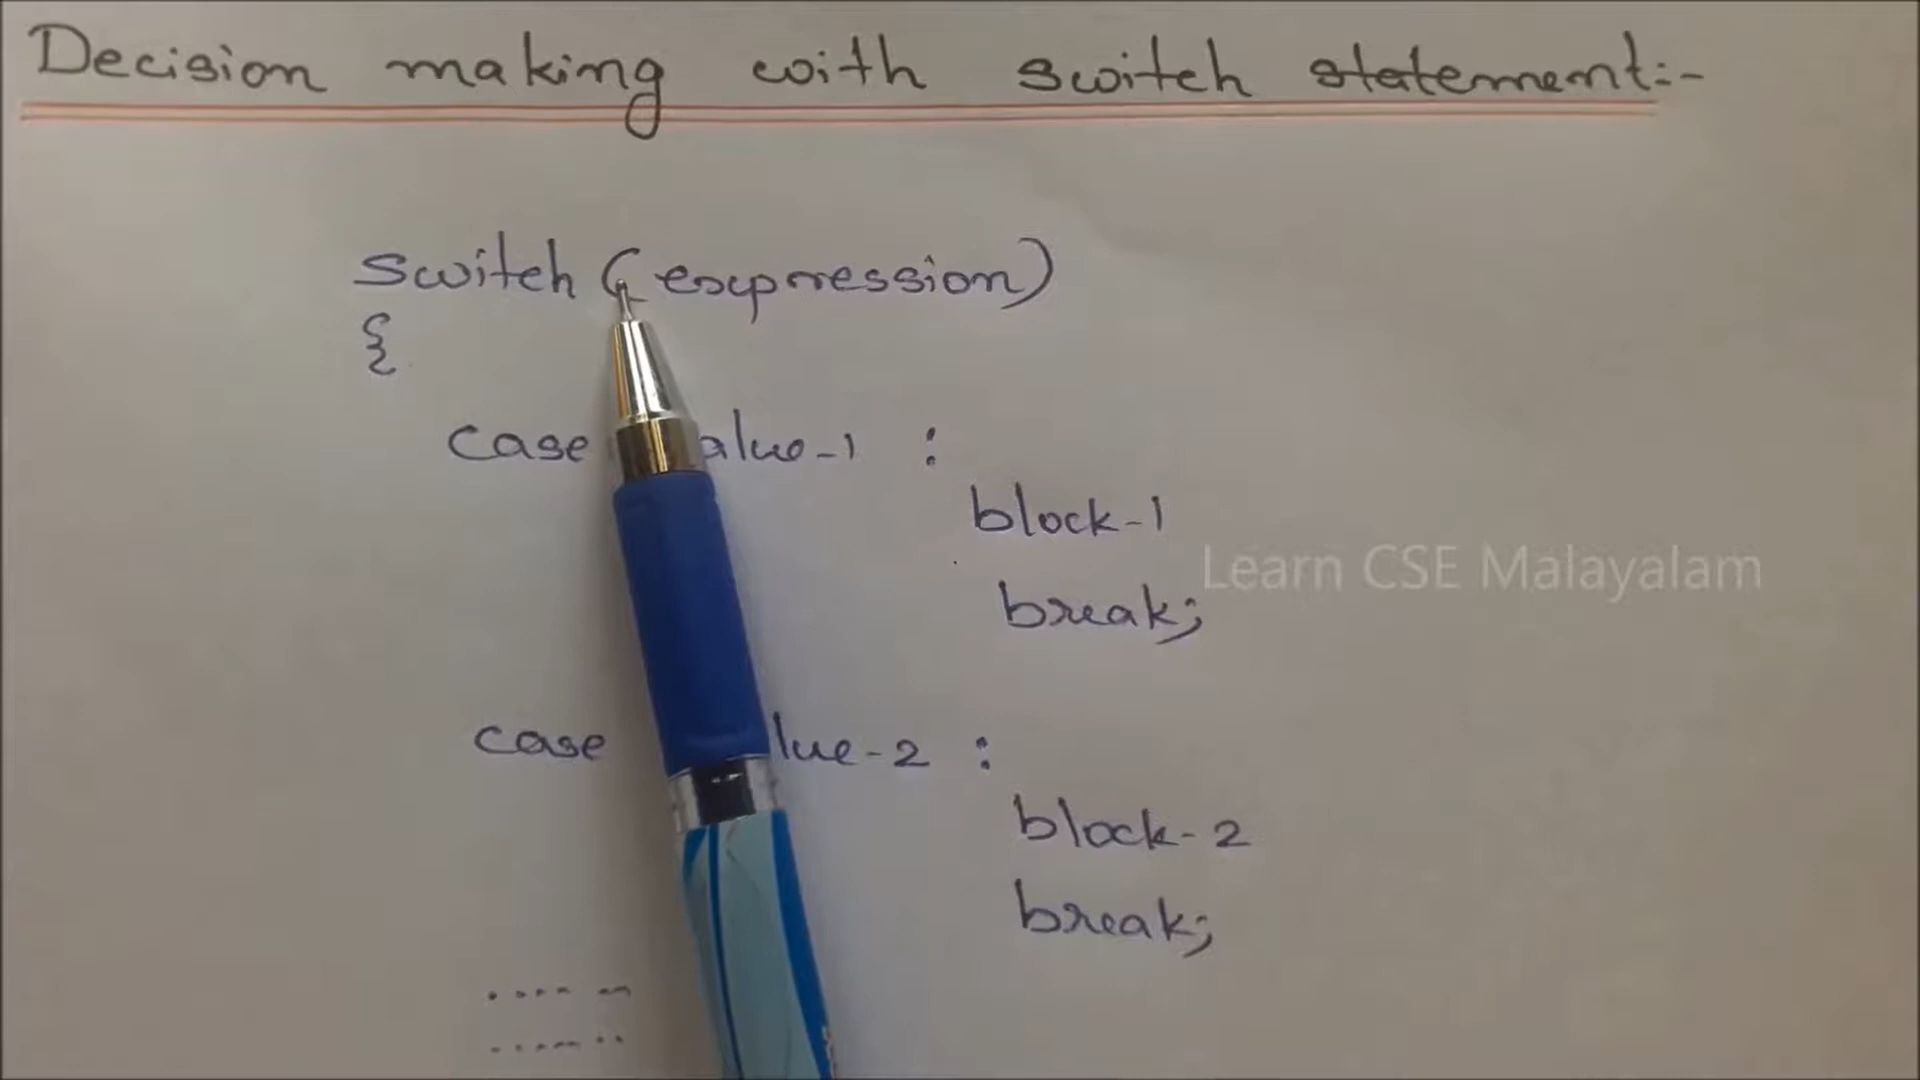 Decision making with switch statement:-
switch (expression)
{
case alue-1 :
block-1
Learn CSE Malayalam
break;
case lue-2 :
block-2
break;